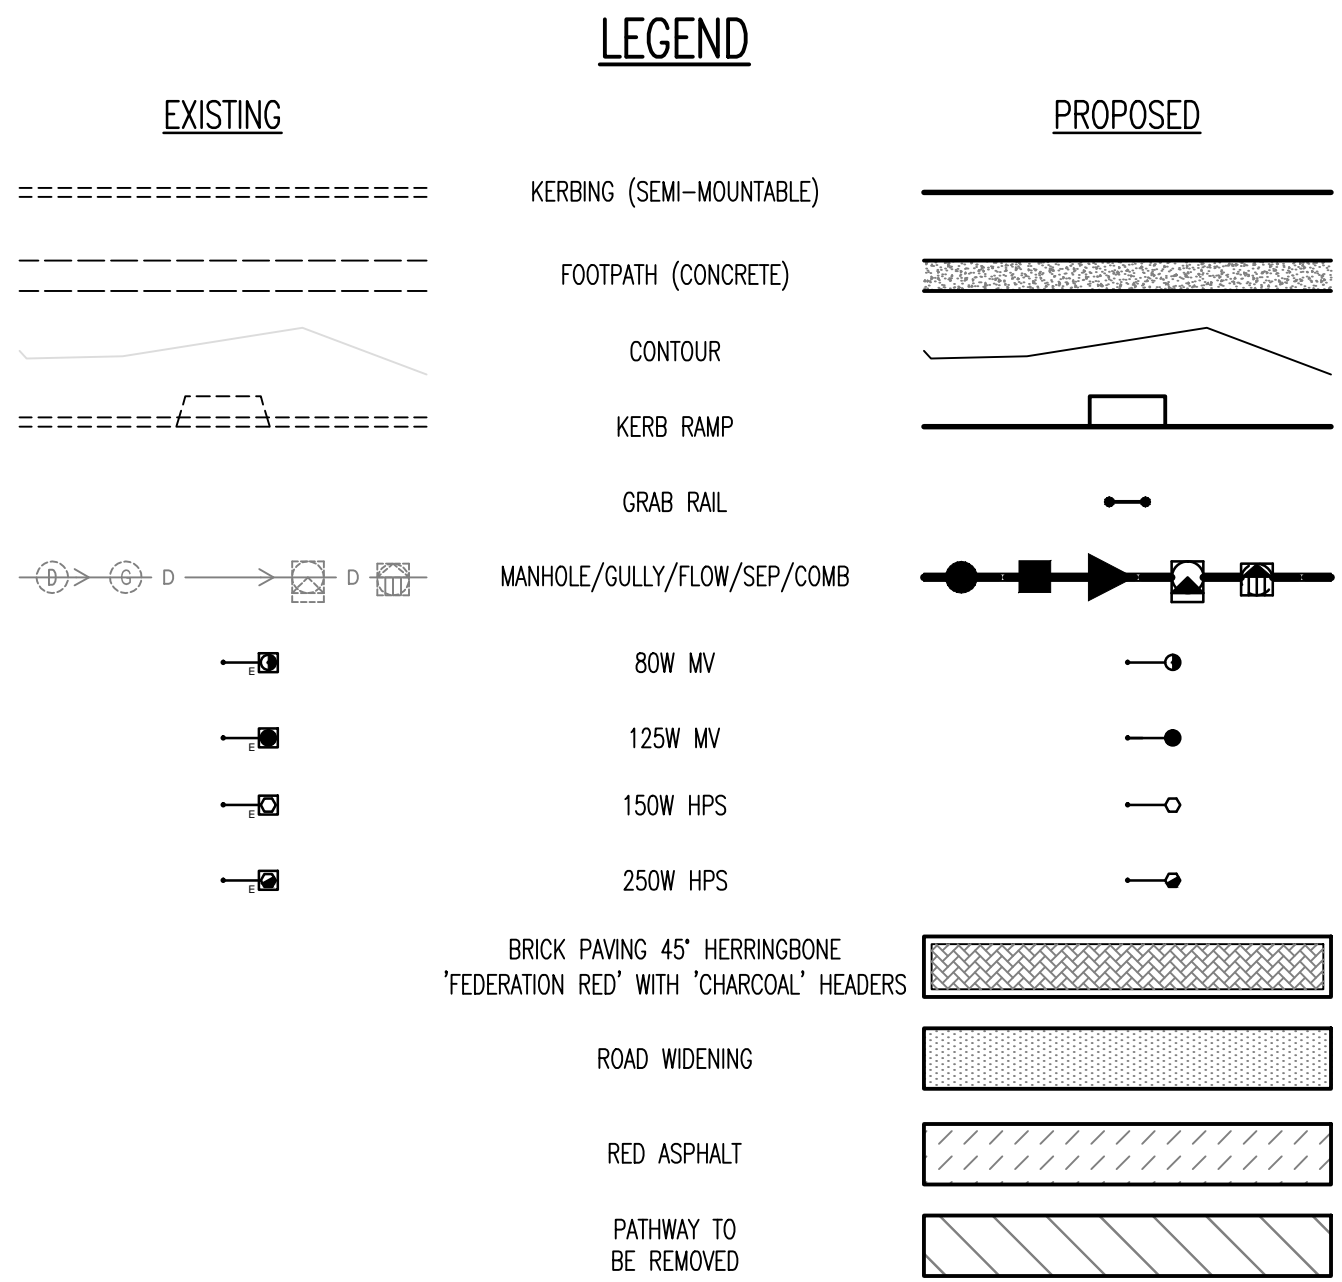 LEGEND
EXISTING
PROPOSED
KERBING (SEMI-MOUNTABLE)
FOOTPATH (CONCRETE)
CONTOUR
KERB RAMP
GRAB RAIL
D G D D
MANHOLE/GULLY/FLOW/SEP/COMB
E
80W MV
E
125W MV
E
150W HPS
E
250W HPS
BRICK PAVING 45° HERRINGBONE
'FEDERATION RED' WITH 'CHARCOAL' HEADERS
ROAD WIDENING
RED ASPHALT
PATHWAY TO
BE REMOVED